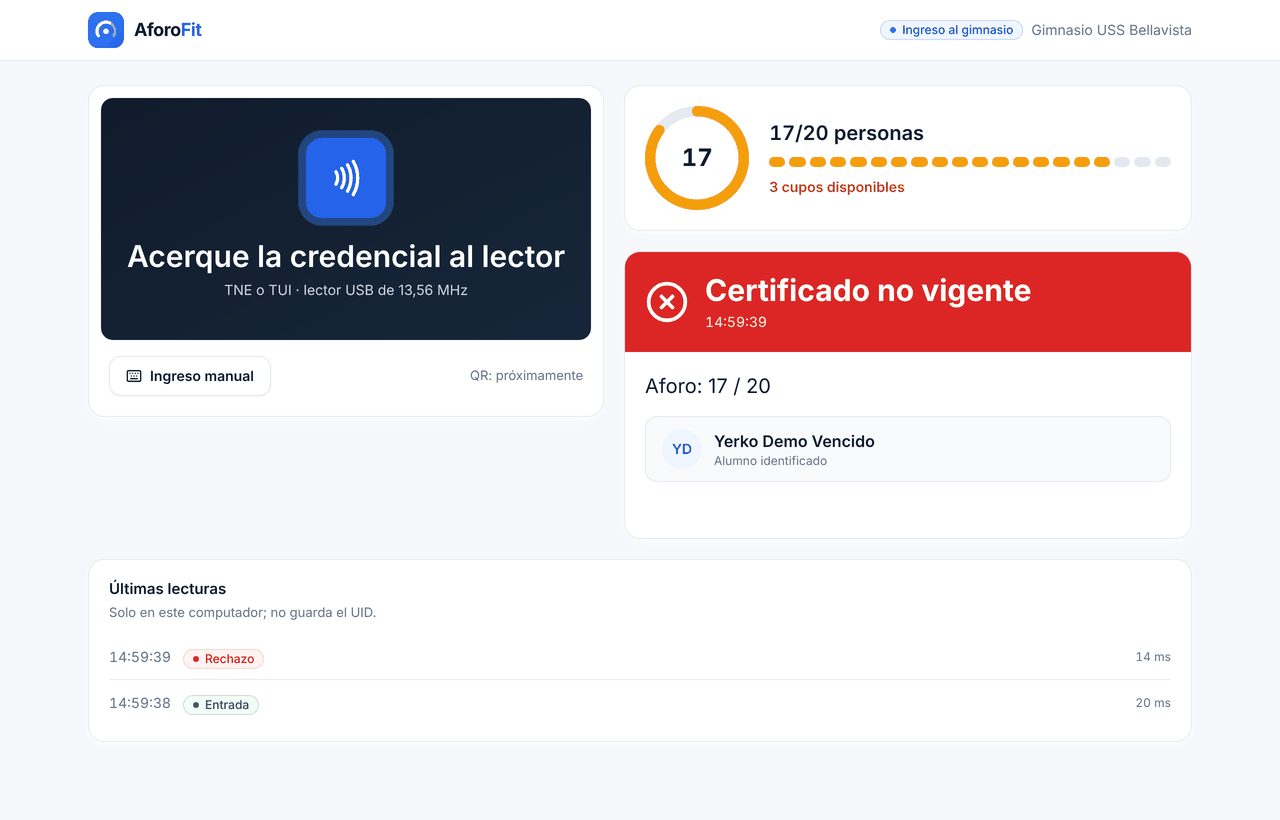 AforoFit
Ingreso al gimnasio
Gimnasio USS Bellavista
Acerque la credencial al lector
TNE o TUI · lector USB de 13,56 MHz
Ingreso manual
QR: próximamente
17
17/20 personas
3 cupos disponibles
Certificado no vigente
14:59:39
Aforo: 17 / 20
YD
Yerko Demo Vencido
Alumno identificado
Últimas lecturas
Solo en este computador; no guarda el UID.
14:59:39 Rechazo 14 ms
14:59:38 Entrada 20 ms